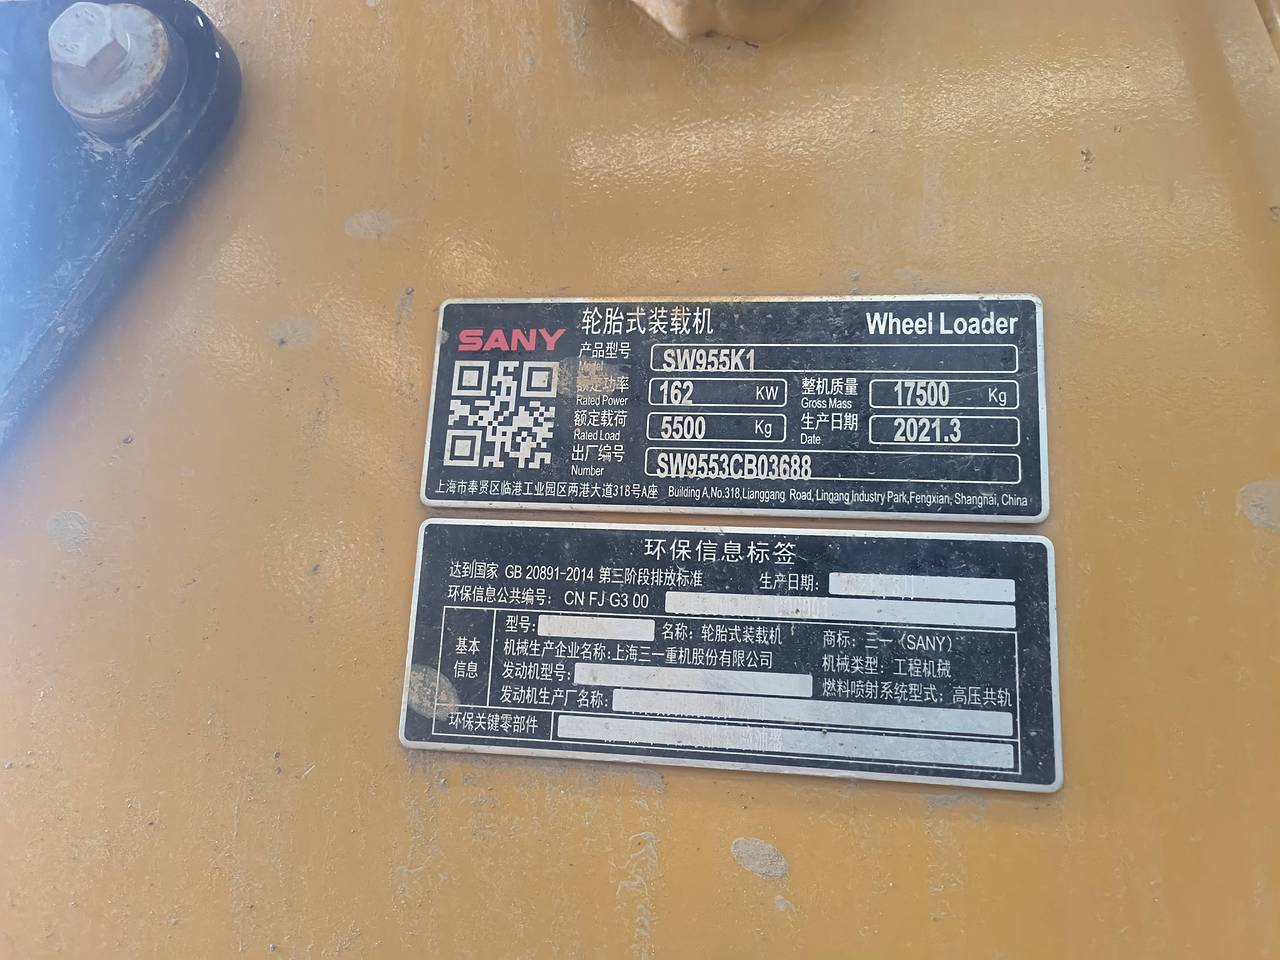 SANY 轮胎式装载机 Wheel Loader
产品型号 Model SW955K1
额定功率 Rated Power 162 KW 整机质量 Gross Mass 17500 Kg
额定载荷 Rated Load 5500 Kg 生产日期 Date 2021.3
出厂编号 Number SW9553CB03688
上海市奉贤区临港工业园区两港大道318号A座 Building A,No.318,Lianggang Road, Lingang Industry Park,Fengxian, Shanghai, China
环保信息标签
达到国家 GB 20891-2014 第三阶段排放标准 生产日期:
环保信息公共编号: CN FJ G3 00
基本信息
型号: 名称: 轮胎式装载机 商标: 三一 (SANY)
机械生产企业名称:上海三一重机股份有限公司 机械类型: 工程机械
发动机型号: 燃料喷射系统型式: 高压共轨
发动机生产厂名称:
环保关键零部件